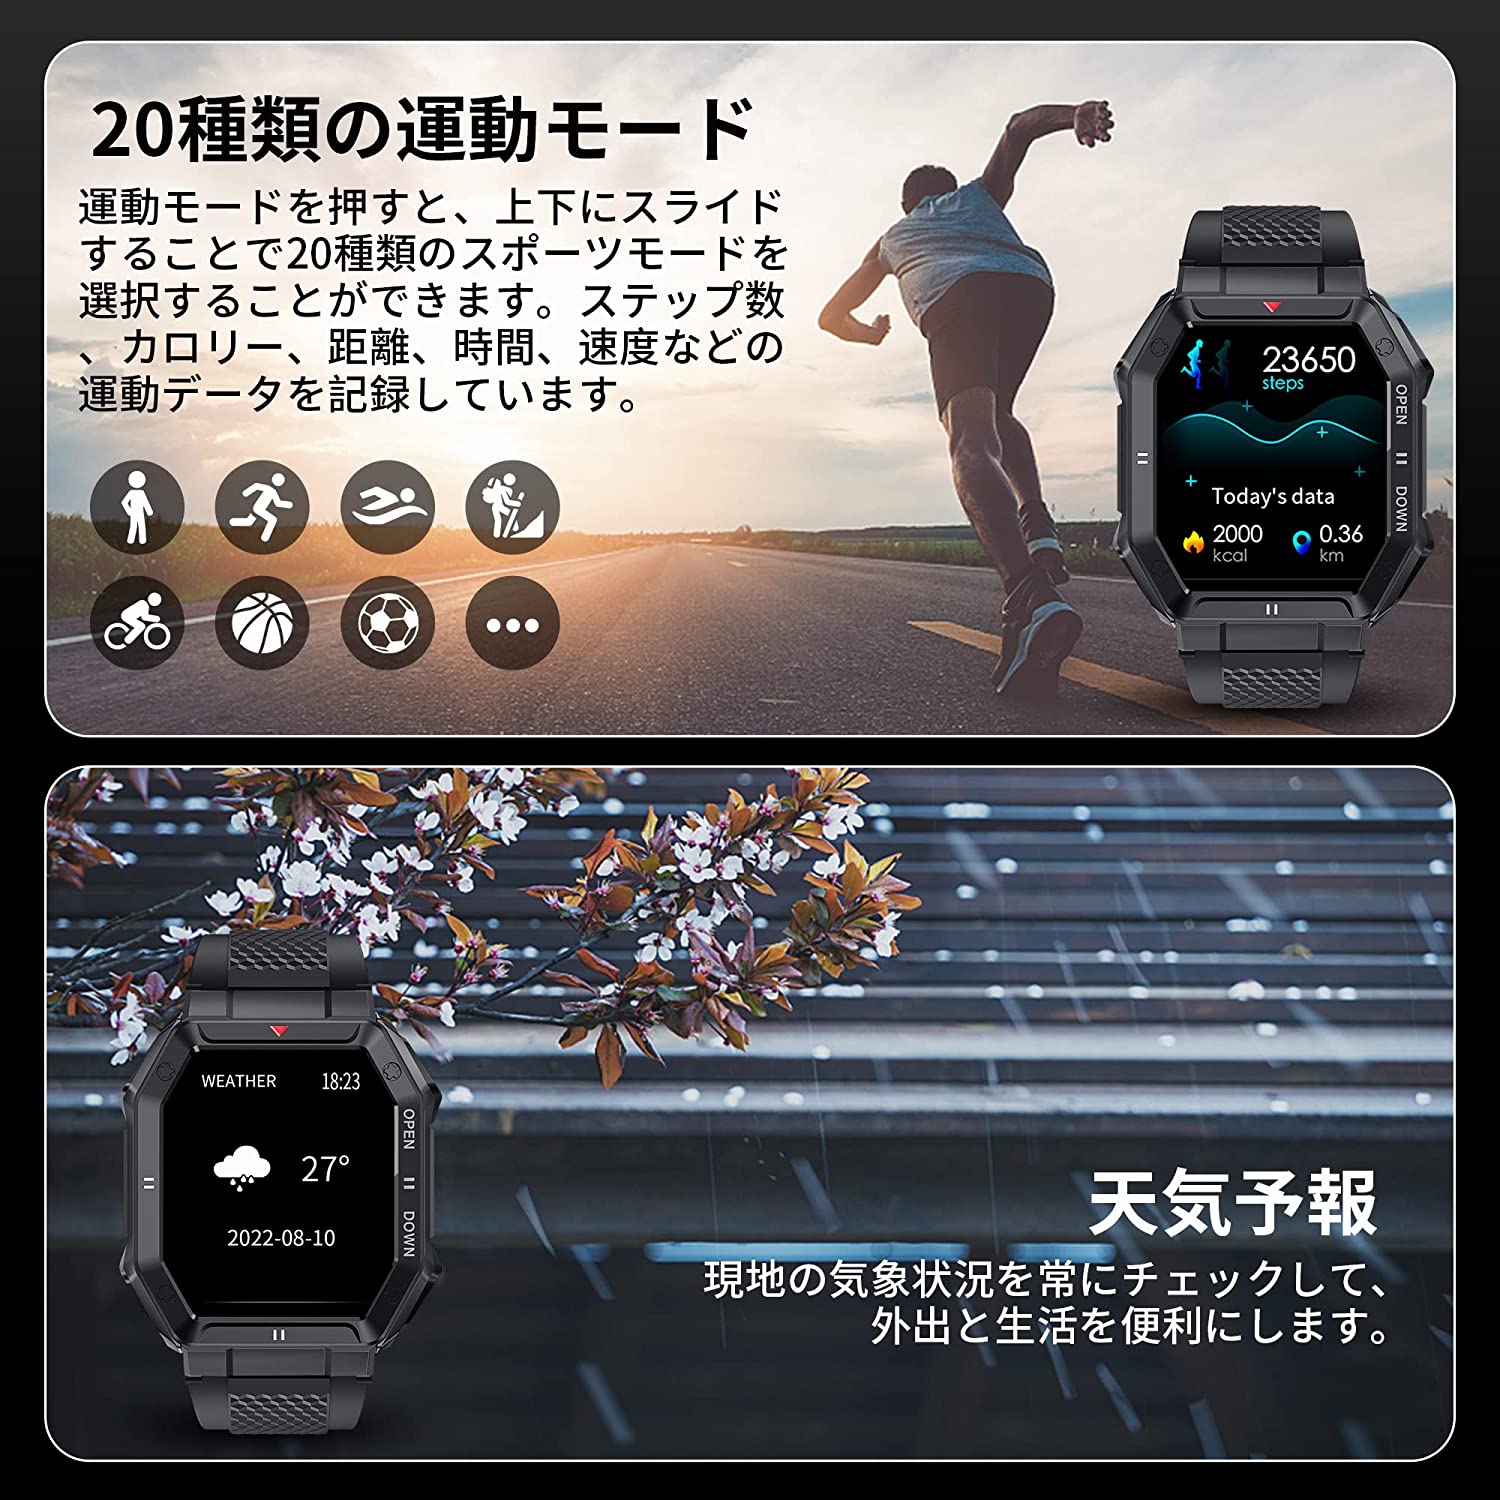 20種類の運動モード
運動モードを押すと、上下にスライド
することで20種類のスポーツモードを
選択することができます。ステップ数
、カロリー、距離、時間、速度などの
運動データを記録しています。
23650
steps
Today's data
2000
kcal
0.36
km
OPEN
DOWN
WEATHER 18:23
27°
2022-08-10
OPEN
DOWN
天気予報
現地の気象状況を常にチェックして、
外出と生活を便利にします。